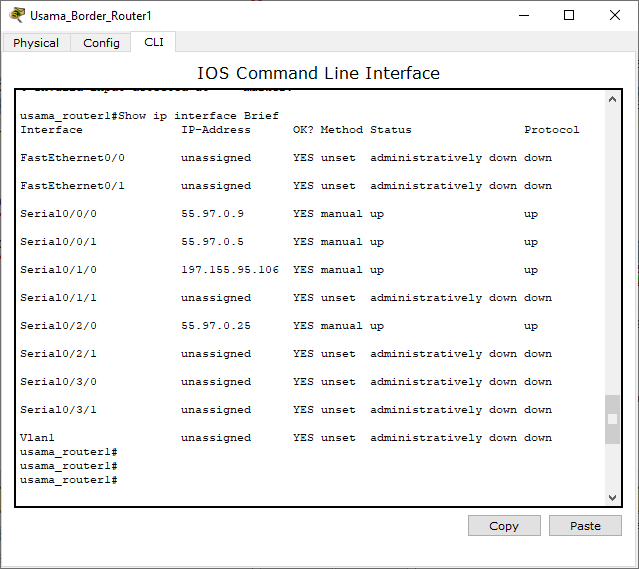 Usama_Border_Router1
Physical Config CLI
IOS Command Line Interface
usama_router1#Show ip interface Brief
Interface IP-Address OK? Method Status Protocol
FastEthernet0/0 unassigned YES unset administratively down down
FastEthernet0/1 unassigned YES unset administratively down down
Serial0/0/0 55.97.0.9 YES manual up up
Serial0/0/1 55.97.0.5 YES manual up up
Serial0/1/0 197.155.95.106 YES manual up up
Serial0/1/1 unassigned YES unset administratively down down
Serial0/2/0 55.97.0.25 YES manual up up
Serial0/2/1 unassigned YES unset administratively down down
Serial0/3/0 unassigned YES unset administratively down down
Serial0/3/1 unassigned YES unset administratively down down
Vlan1 unassigned YES unset administratively down down
usama_router1#
usama_router1#
usama_router1#
Copy Paste